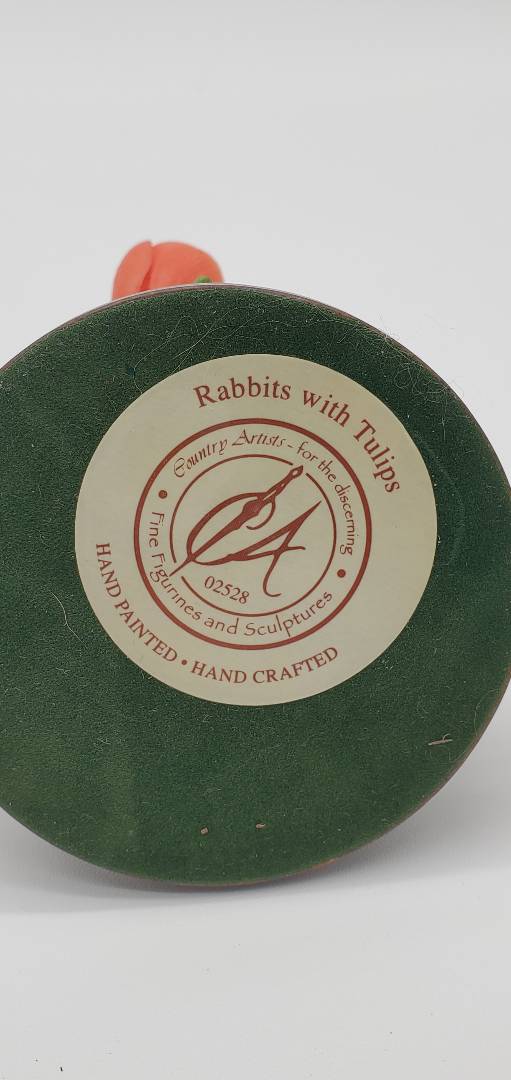 Rabbits with Tulips
Country Artists - for the discerning
CA
02528
Fine Figurines and Sculptures
HAND PAINTED • HAND CRAFTED